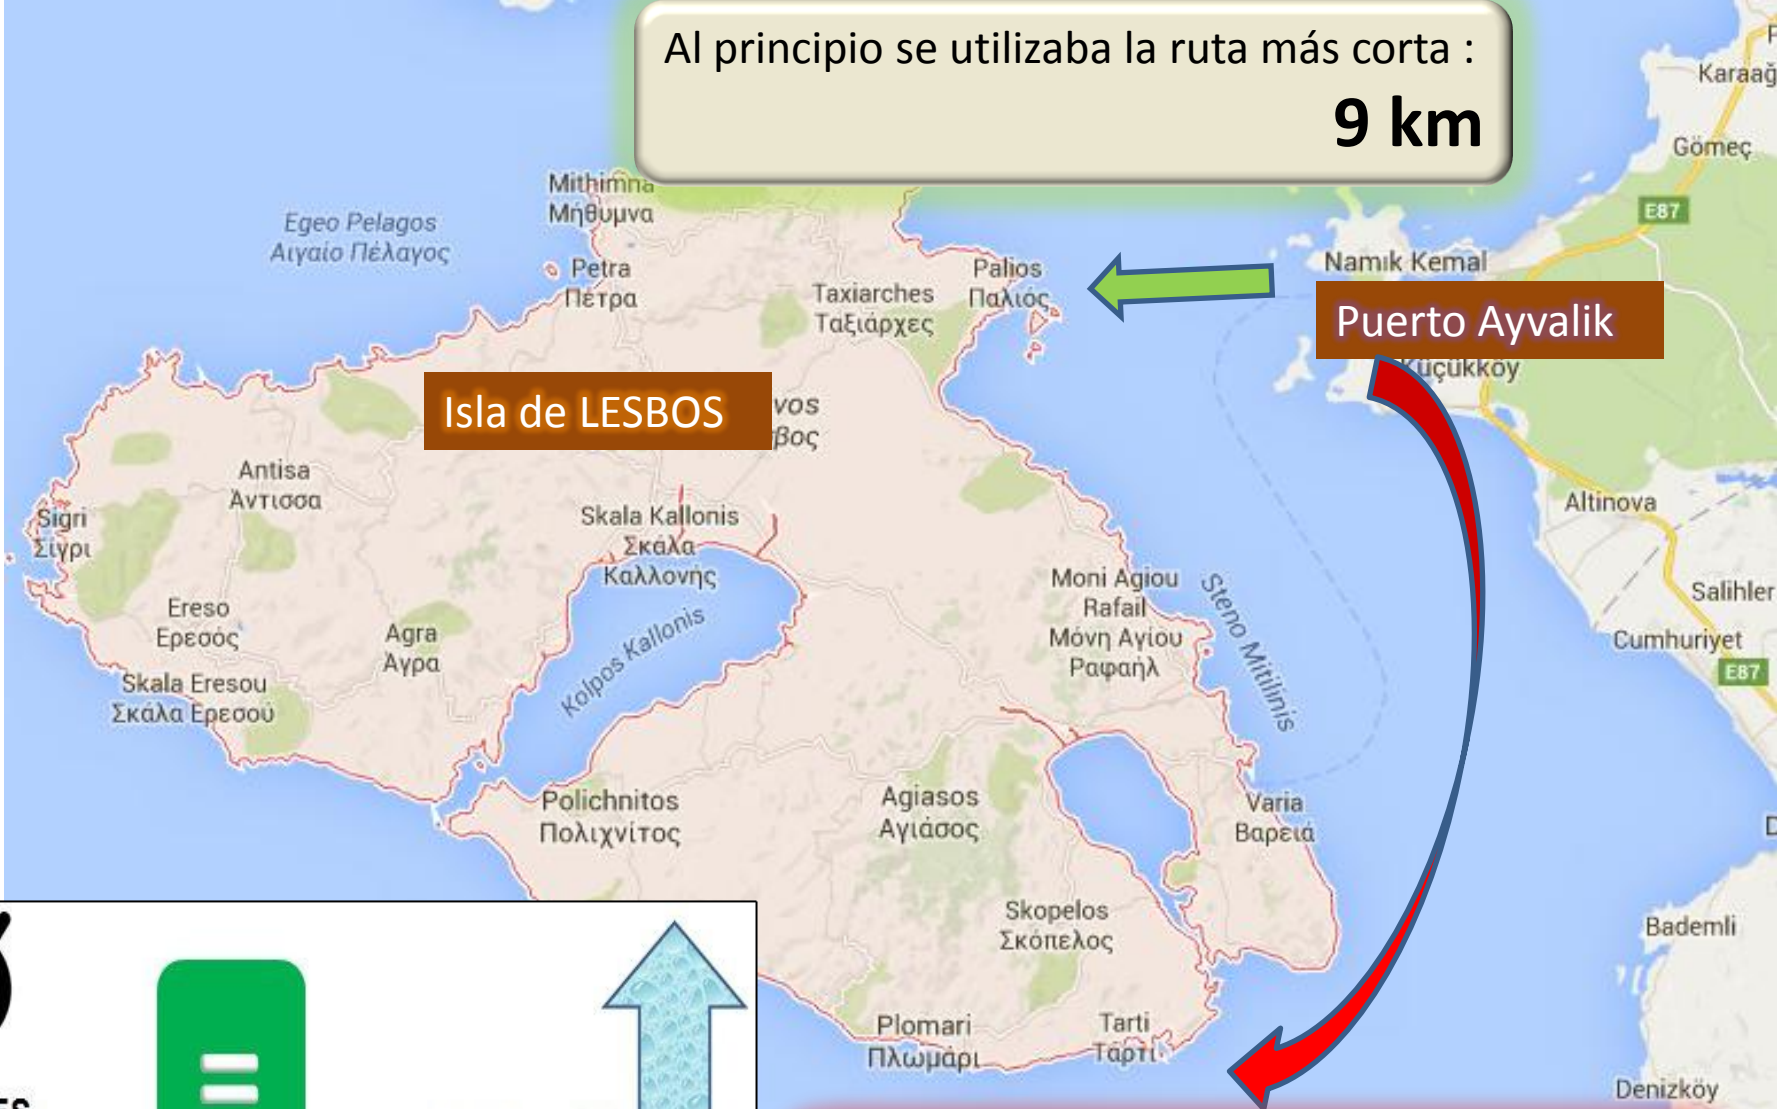 Al principio se utilizaba la ruta más corta :
9 km
Karaağ
Gömeç
E87
Mithimna
Μήθυμνα
Egeo Pelagos
Αιγαίο Πέλαγος
Petra
Πέτρα
Taxiarches
Ταξιάρχες
Palios
Παλιός
Namık Kemal
Puerto Ayvalik
Küçükköy
Isla de LESBOS
vos
βος
Antisa
Άντισσα
Sigri
Σίγρι
Skala Kallonis
Σκάλα
Καλλονής
Altinova
Moni Agiou
Rafail
Μόνη Αγίου
Ραφαήλ
Steno Mitilinis
Salihler
Ereso
Ερεσός
Agra
Άγρα
Kolpos Kallonis
Cumhuriyet
E87
Skala Eresou
Σκάλα Ερεσού
Polichnitos
Πολιχνίτος
Agiasos
Αγιάσος
Varia
Βαρειά
Skopelos
Σκόπελος
Bademli
Plomari
Πλωμάρι
Tarti
Τάρτι
Denizköy